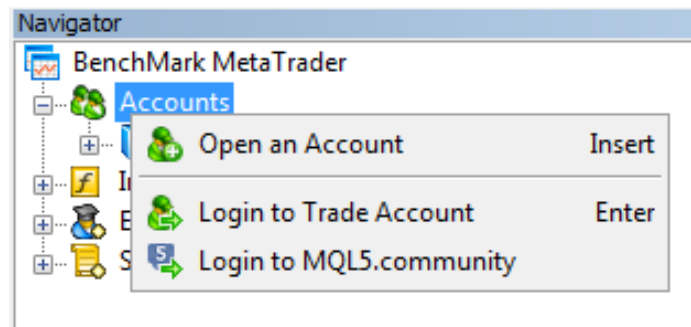 Navigator
BenchMark MetaTrader
Accounts
Open an Account Insert
Login to Trade Account Enter
Login to MQL5.community